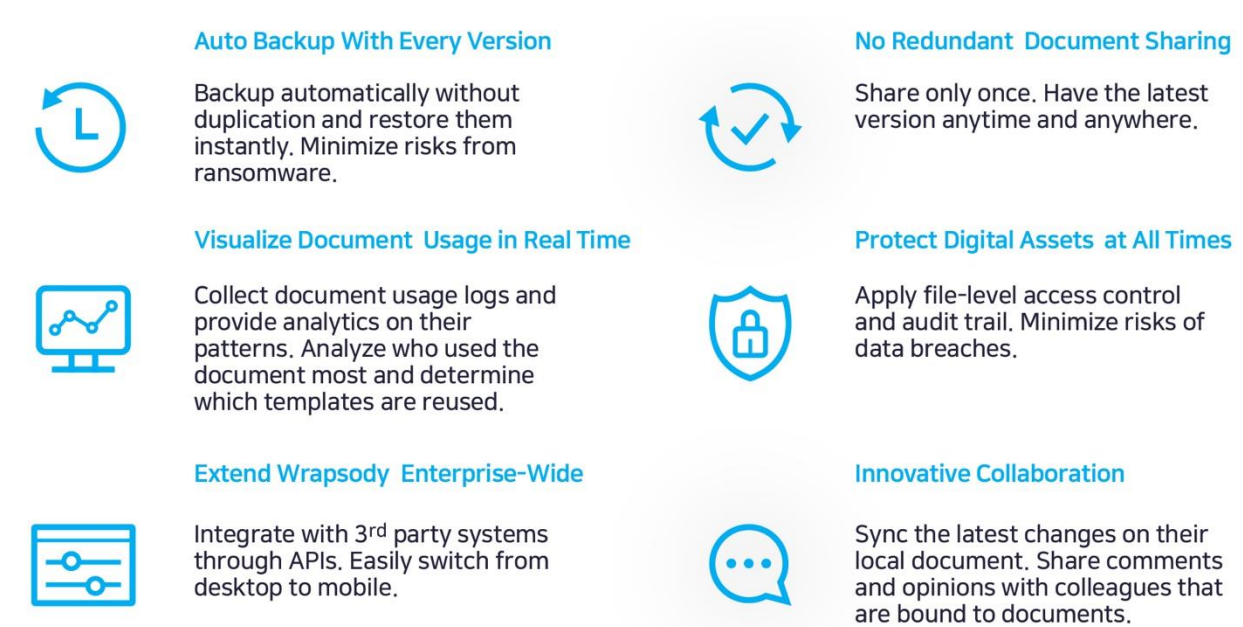 Auto Backup With Every Version
Backup automatically without
duplication and restore them
instantly. Minimize risks from
ransomware.
No Redundant Document Sharing
Share only once. Have the latest
version anytime and anywhere.
Visualize Document Usage in Real Time
Collect document usage logs and
provide analytics on their
patterns. Analyze who used the
document most and determine
which templates are reused.
Protect Digital Assets at All Times
Apply file-level access control
and audit trail. Minimize risks of
data breaches.
Extend Wrapsody Enterprise-Wide
Integrate with 3rd party systems
through APIs. Easily switch from
desktop to mobile.
Innovative Collaboration
Sync the latest changes on their
local document. Share comments
and opinions with colleagues that
are bound to documents.